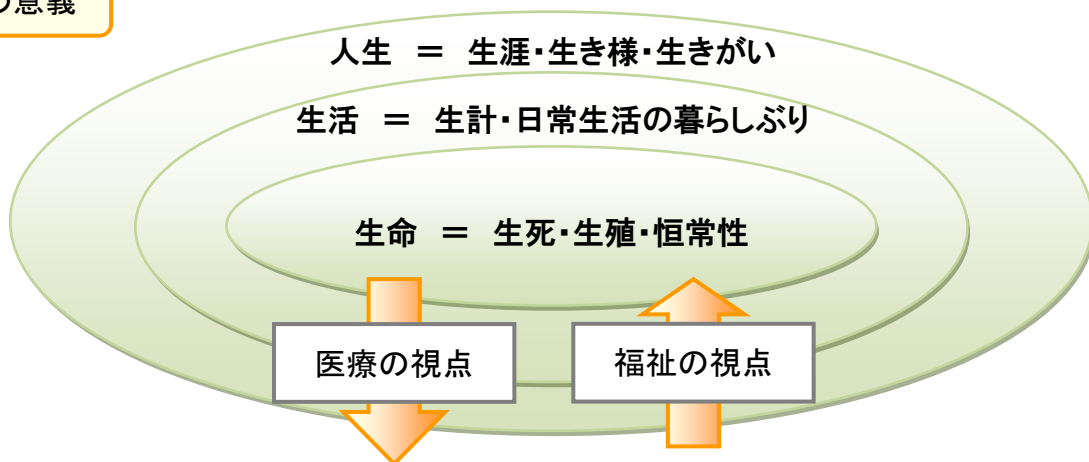 の意義
人生 ＝ 生涯・生き様・生きがい
生活 ＝ 生計・日常生活の暮らしぶり
生命 ＝ 生死・生殖・恒常性
医療の視点
福祉の視点